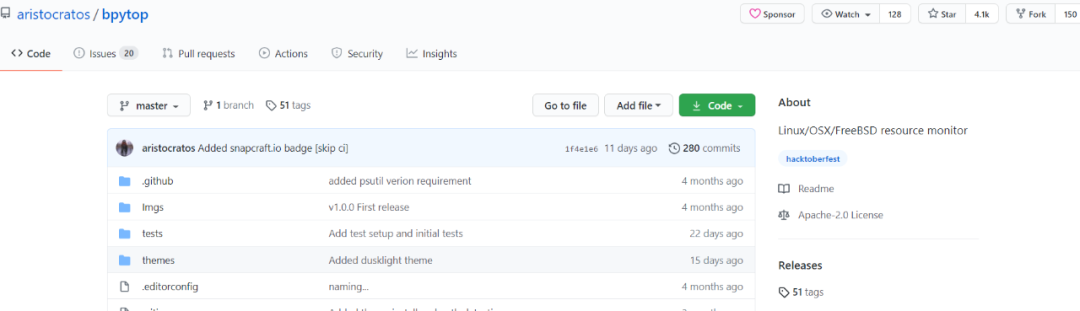 aristocratos / bpytop
Sponsor
Watch 128
Star 4.1k
Fork 150
Code
Issues 20
Pull requests
Actions
Security
Insights
master
1 branch
51 tags
Go to file
Add file
Code
aristocratos Added snapcraft.io badge [skip ci] 1f4e1e6 11 days ago 280 commits
.github added psutil verion requirement 4 months ago
Imgs v1.0.0 First release 4 months ago
tests Add test setup and initial tests 22 days ago
themes Added dusklight theme 15 days ago
.editorconfig naming... 4 months ago
About
Linux/OSX/FreeBSD resource monitor
hacktoberfest
Readme
Apache-2.0 License
Releases
51 tags